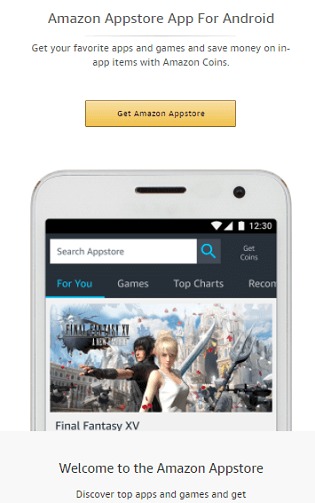 Amazon Appstore App For Android
Get your favorite apps and games and save money on in-
app items with Amazon Coins.
Get Amazon Appstore
12:30
Search Appstore
Get
Coins
For You Games Top Charts Recom
FINAL FANTASY XV
A NEW EMPIRE
Final Fantasy XV
Welcome to the Amazon Appstore
Discover top apps and games and get